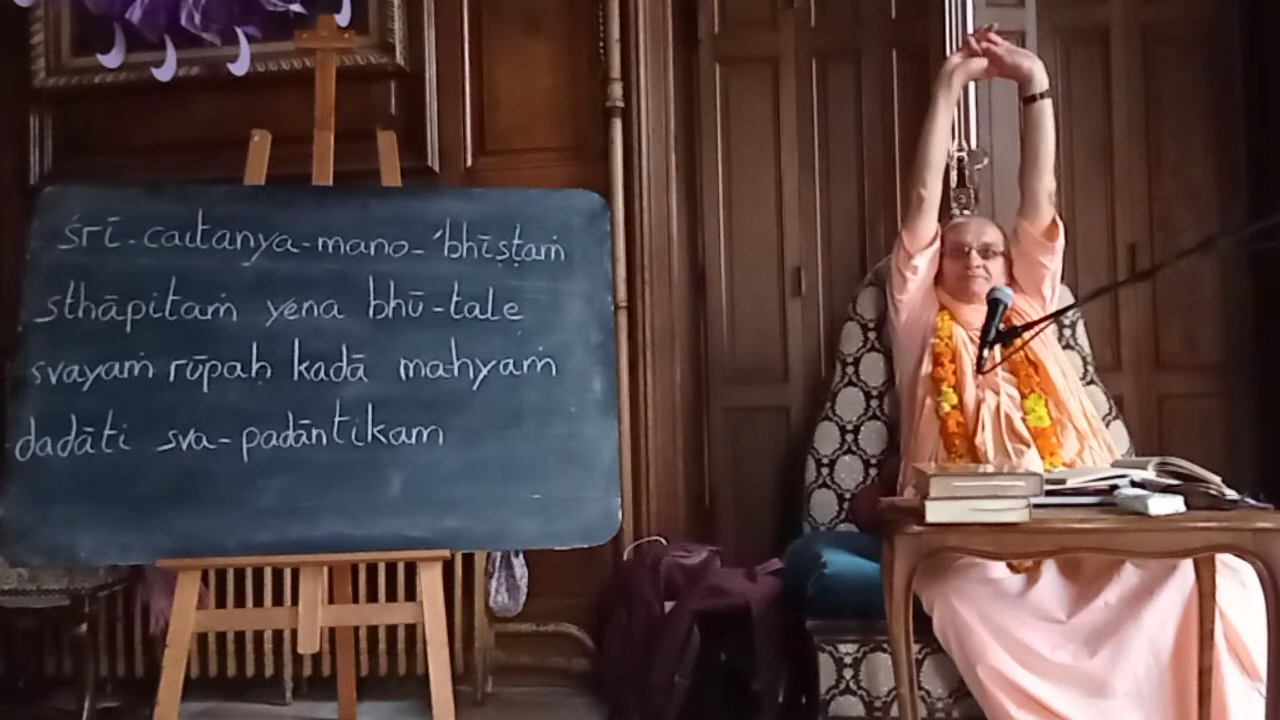 śrī-caitanya-mano-'bhīṣṭaṁ
sthāpitaṁ yena bhū-tale
svayaṁ rūpaḥ kadā mahyaṁ
dadāti sva-padāntikam